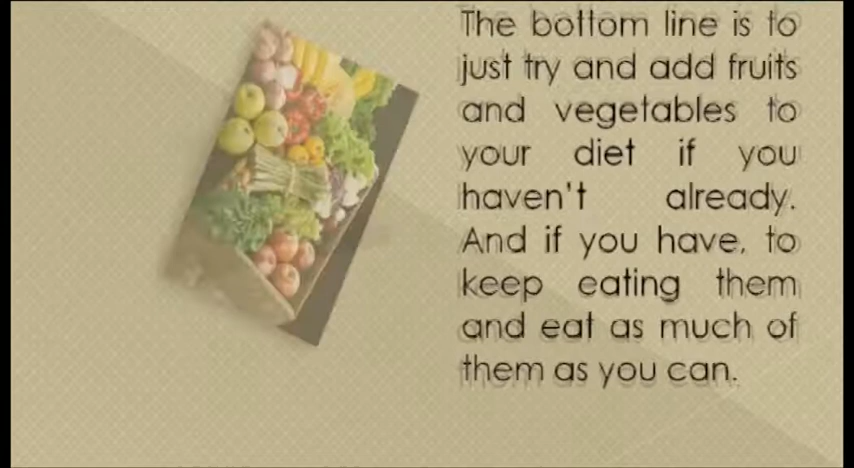 The bottom line is to
just try and add fruits
and vegetables to
your diet if you
haven't already.
And if you have, to
keep eating them
and eat as much of
them as you can.